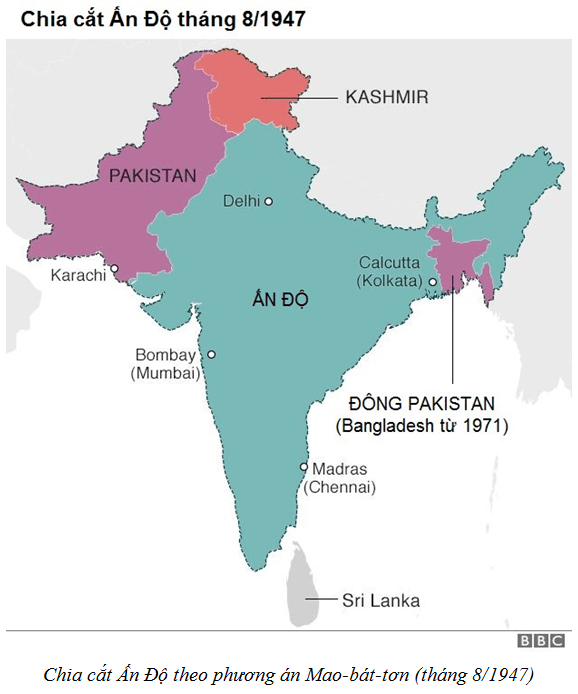 Chia cắt Ấn Độ tháng 8/1947
KASHMIR
PAKISTAN
Delhi
Karachi
Calcutta
(Kolkata)
ẤN ĐỘ
Bombay
(Mumbai)
ĐÔNG PAKISTAN
(Bangladesh từ 1971)
Madras
(Chennai)
Sri Lanka
BBC
Chia cắt Ấn Độ theo phương án Mao-bát-tơn (tháng 8/1947)